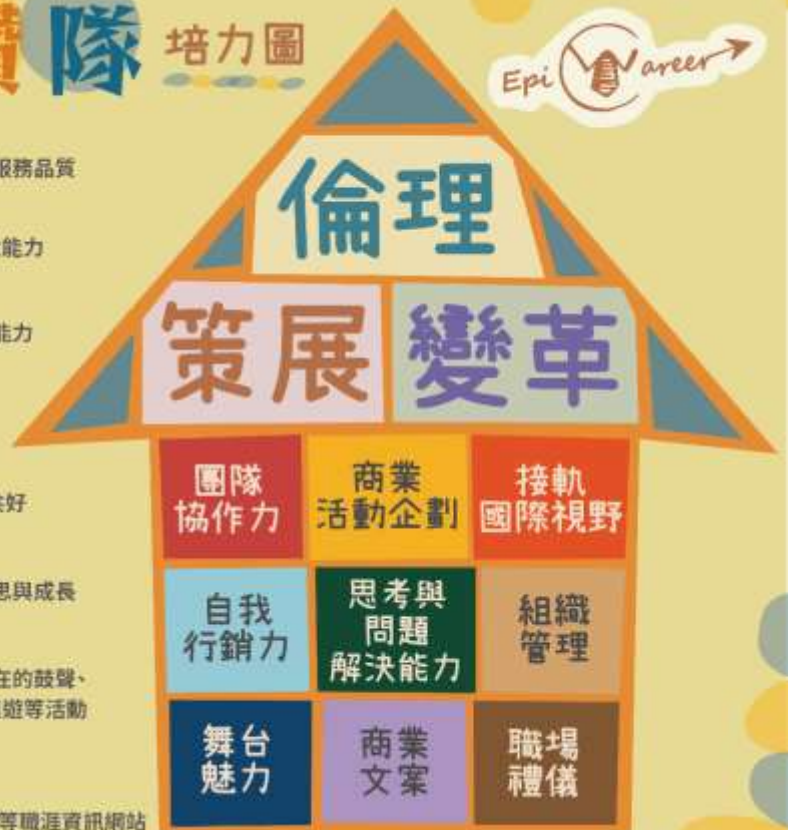 隊 培力圖
Epi Career
服務品質
能力
能力
倫理
策展 變革
團隊
協作力
商業
活動企劃
接軌
國際視野
好
思與成長
自我
行銷力
思考與
問題
解決能力
組織
管理
在的鼓聲、
遊等活動
舞台
魅力
商業
文案
職場
禮儀
等職涯資訊網站